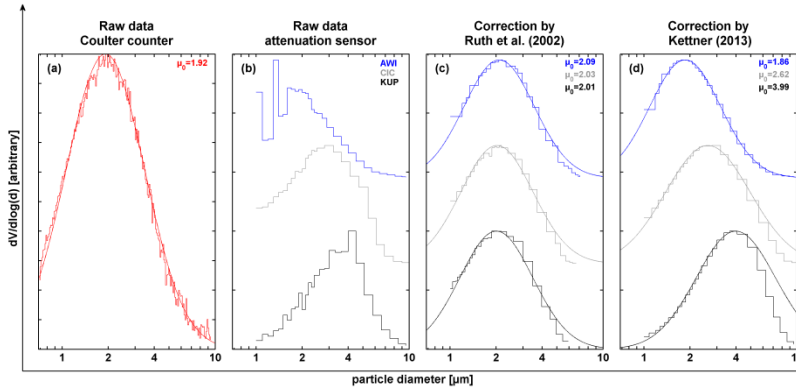 Raw data
Coulter counter
Raw data
attenuation sensor
Correction by
Ruth et al. (2002)
Correction by
Kettner (2013)
(a)
μ₀=1.92
(b)
AWI
CIC
KUP
(c)
μ₀=2.09
μ₀=2.03
μ₀=2.01
(d)
μ₀=1.86
μ₀=2.62
μ₀=3.99
dV/dlog(d) [arbitrary]
1 2 4 10
1 2 4 10
1 2 4 10
1 2 4 10
particle diameter [μm]